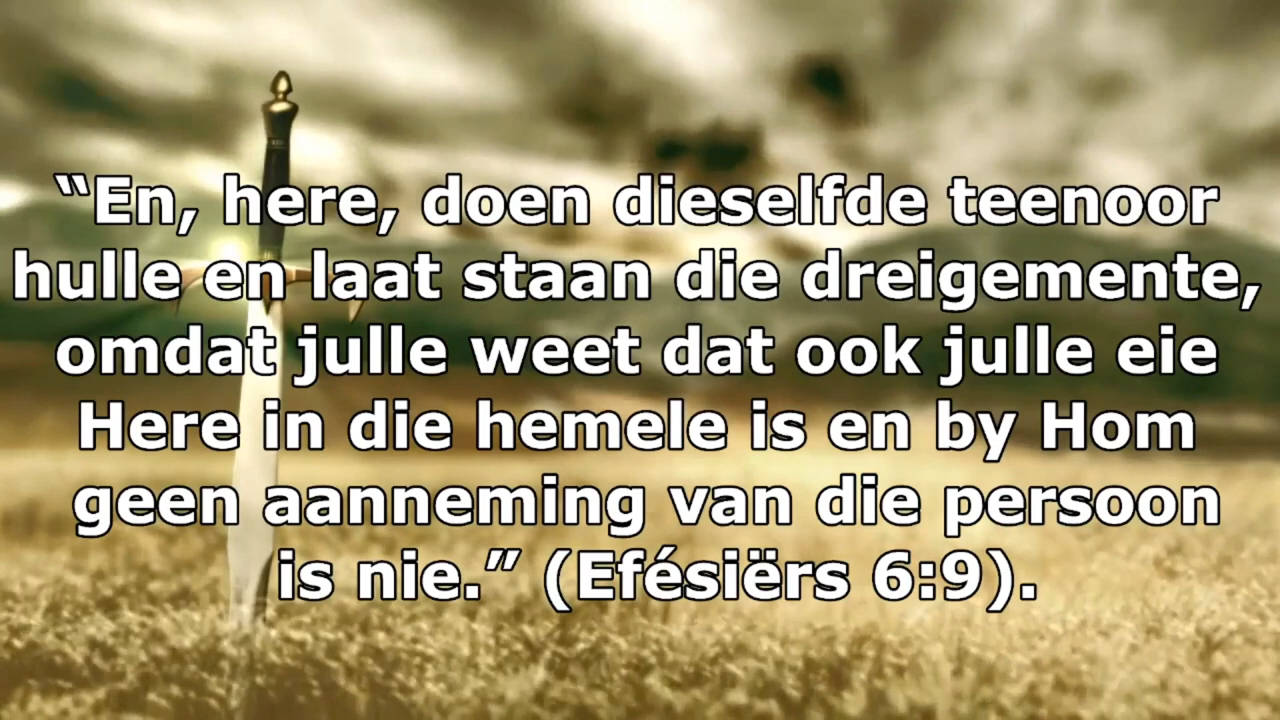 “En, here, doen dieselfde teenoor
hulle en laat staan die dreigemente,
omdat julle weet dat ook julle eie
Here in die hemele is en by Hom
geen aanneming van die persoon
is nie.” (Efésiërs 6:9).